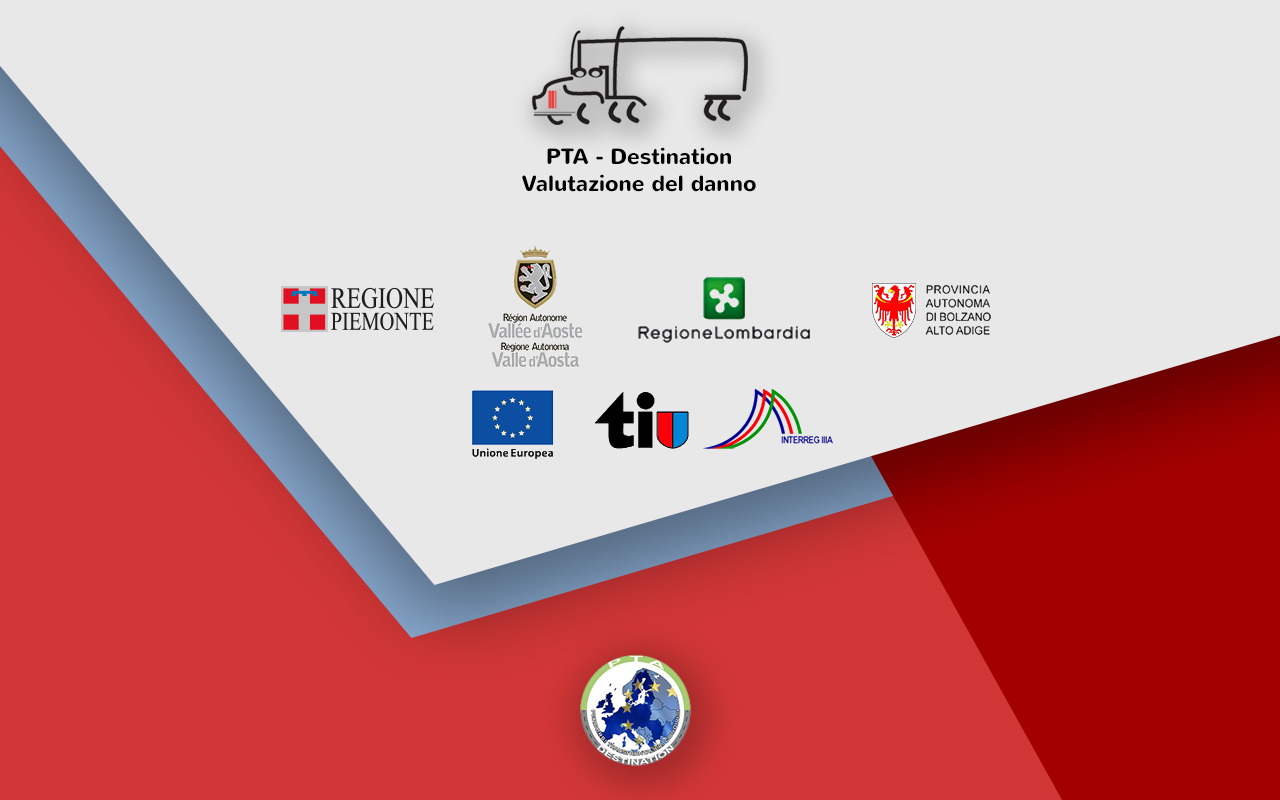 PTA - Destination
Valutazione del danno
REGIONE
PIEMONTE
Région Autonome
Vallée d'Aoste
Regione Autonoma
Valle d'Aosta
RegioneLombardia
PROVINCIA
AUTONOMA
DI BOLZANO
ALTO ADIGE
Unione Europea
ti
INTERREG IIIA
PTA
DESTINATION